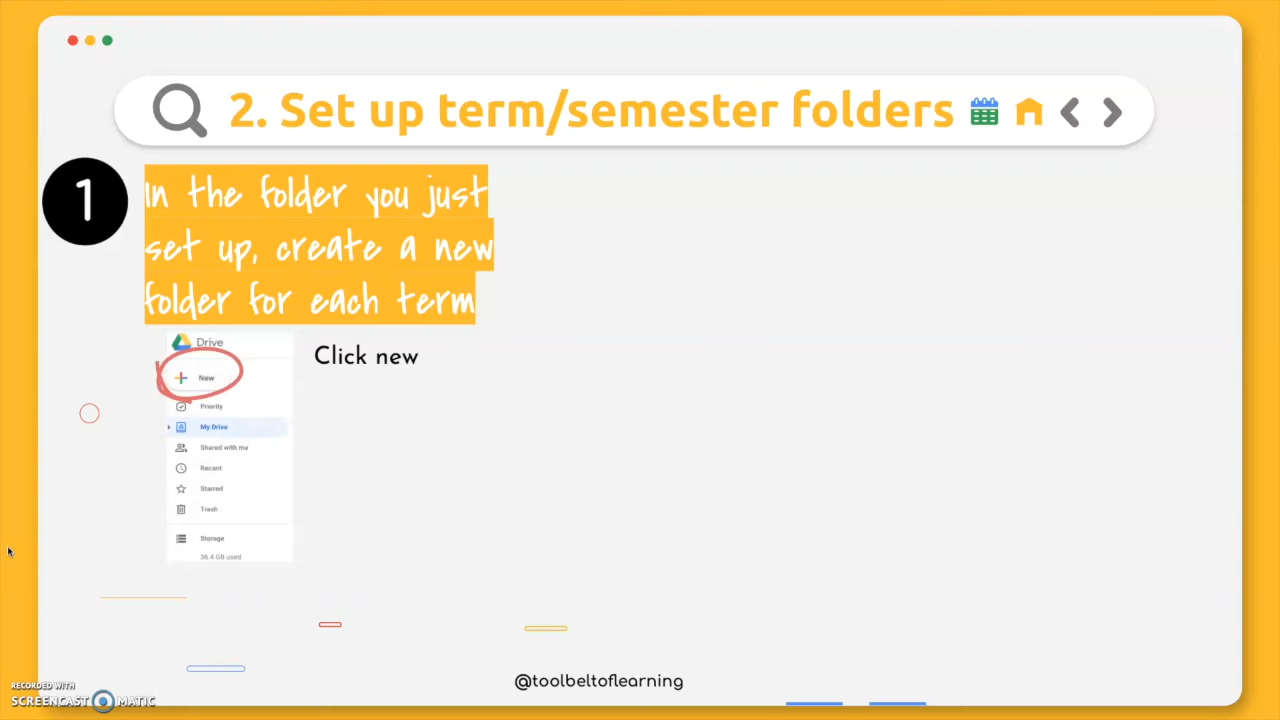 2. Set up term/semester folders
1
In the folder you just
set up, create a new
folder for each term
Drive
New
Click new
Priority
My Drive
Shared with me
Recent
Starred
Trash
Storage
36.4 GB used
@toolbeltoflearning
RECORDED WITH
SCREENCAST MATIC